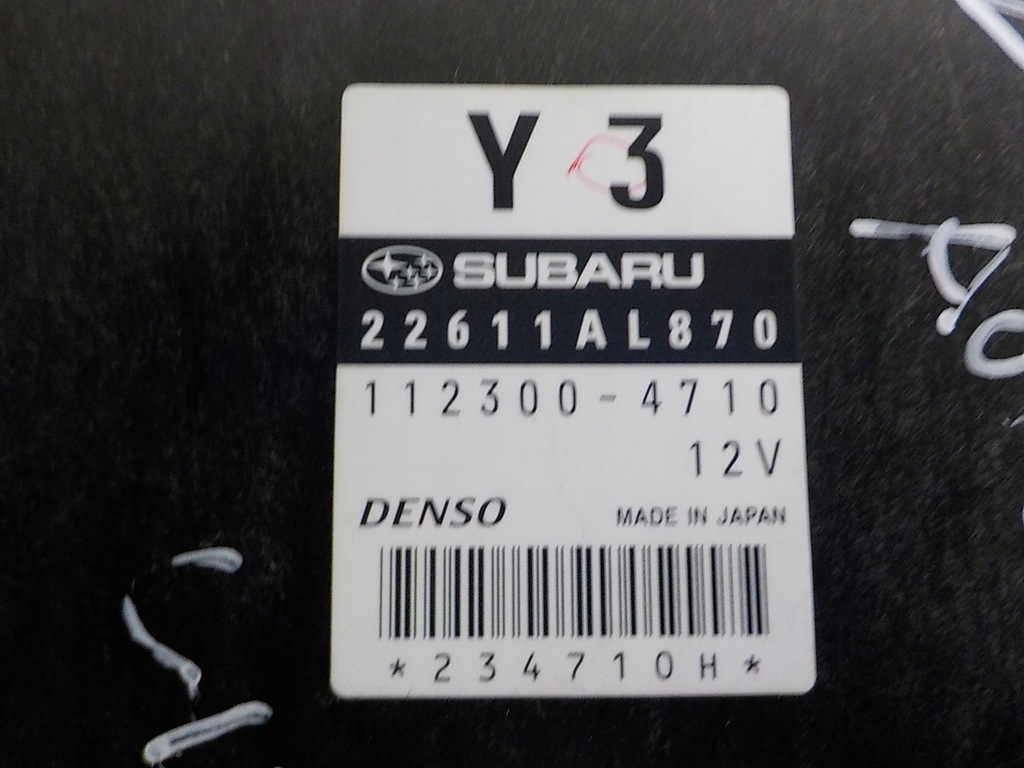 Y 3
SUBARU
22611AL870
112300-4710
12V
DENSO MADE IN JAPAN
*234710H*